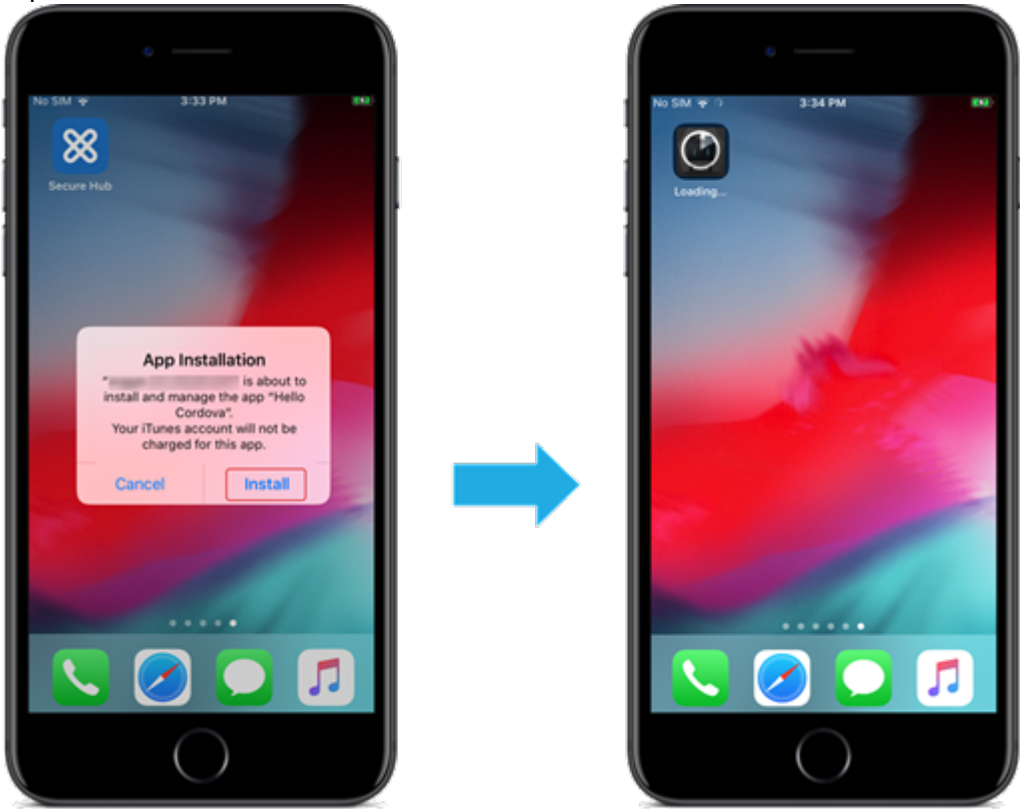 No SIM
3:33 PM
Secure Hub
App Installation
" is about to
install and manage the app "Hello
Cordova".
Your iTunes account will not be
charged for this app.
Cancel
Install
No SIM
3:34 PM
Loading...